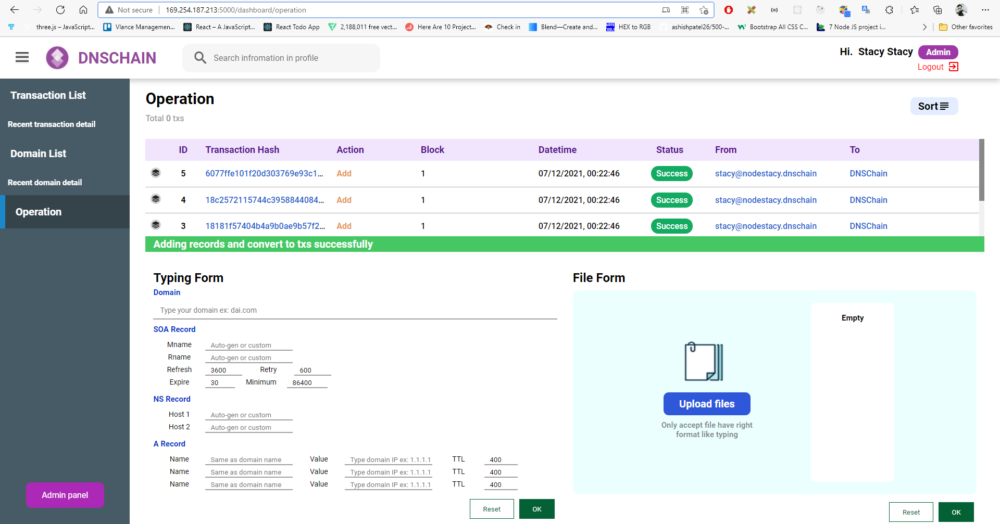 Not secure 169.254.187.213:5000/dashboard/operation
three.js – JavaScript... Vlance Managemen... React – A JavaScript... React Todo App 2,188,011 free vect... Here Are 10 Project... Check in Blend—Create and... HEX to RGB ashishpatel26/500-... Bootstrap All CSS C... 7 Node JS project i... Other favorites
DNSCHAIN
Search infromation in profile
Hi. Stacy Stacy Admin
Logout
Transaction List
Recent transaction detail
Domain List
Recent domain detail
Operation
Admin panel
Operation
Total 0 txs
Sort
ID Transaction Hash Action Block Datetime Status From To
5 6077ffe101f20d303769e93c1... Add 1 07/12/2021, 00:22:46 Success stacy@nodestacy.dnschain DNSChain
4 18c2572115744c3958844084... Add 1 07/12/2021, 00:22:46 Success stacy@nodestacy.dnschain DNSChain
3 18181f57404b4a9b0ae9b57f2... Add 1 07/12/2021, 00:22:46 Success stacy@nodestacy.dnschain DNSChain
Adding records and convert to txs successfully
Typing Form
Domain
Type your domain ex: dai.com
SOA Record
Mname Auto-gen or custom
Rname Auto-gen or custom
Refresh 3600 Retry 600
Expire 30 Minimum 86400
NS Record
Host 1 Auto-gen or custom
Host 2 Auto-gen or custom
A Record
Name Same as domain name Value Type domain IP ex: 1.1.1.1 TTL 400
Name Same as domain name Value Type domain IP ex: 1.1.1.1 TTL 400
Name Same as domain name Value Type domain IP ex: 1.1.1.1 TTL 400
Reset OK
File Form
Empty
Upload files
Only accept file have right
format like typing
Reset OK